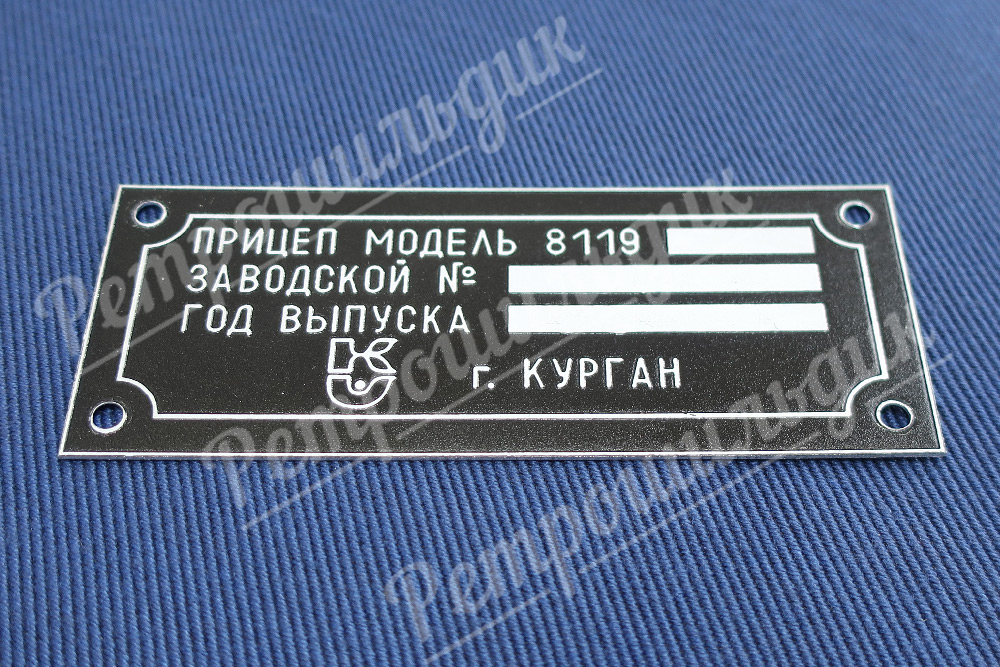 ПРИЦЕП МОДЕЛЬ 8119
ЗАВОДСКОЙ №
ГОД ВЫПУСКА
г. КУРГАН
Ретрошильдик
Ретрошильдик
Ретрошильдик
Ретрошильдик